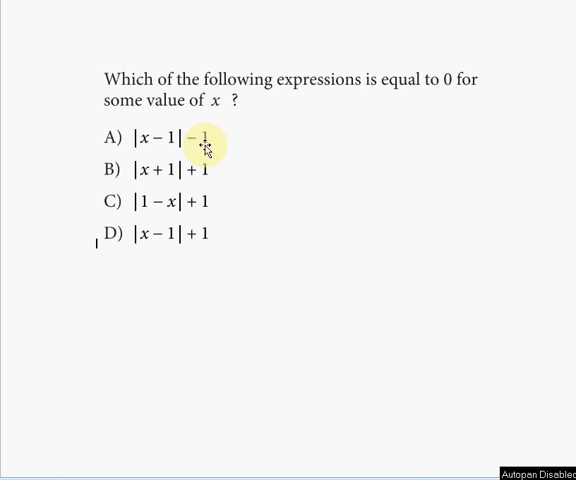 Which of the following expressions is equal to 0 for
some value of x ?
A) |x − 1| − 1
B) |x + 1| + 1
C) |1 − x| + 1
D) |x − 1| + 1
Autopan Disabled